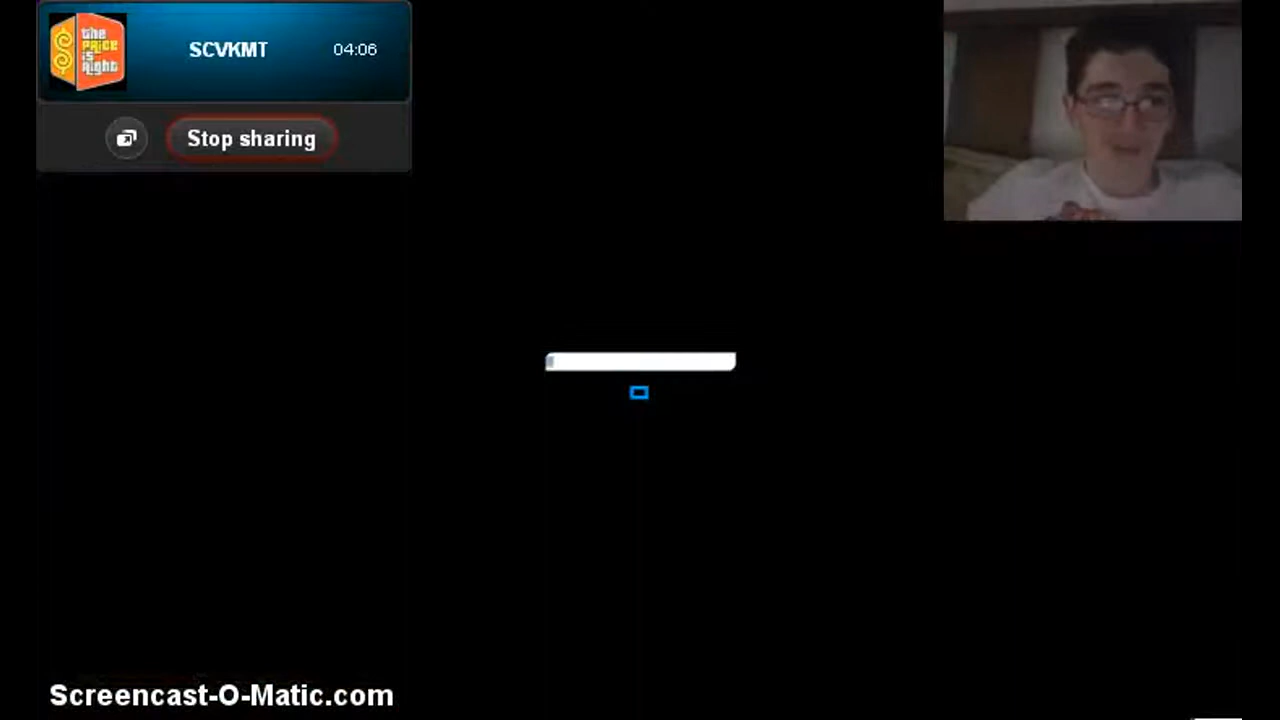 the
PRiCE
is
Right
SCVKMT
04:06
Stop sharing
Screencast-O-Matic.com